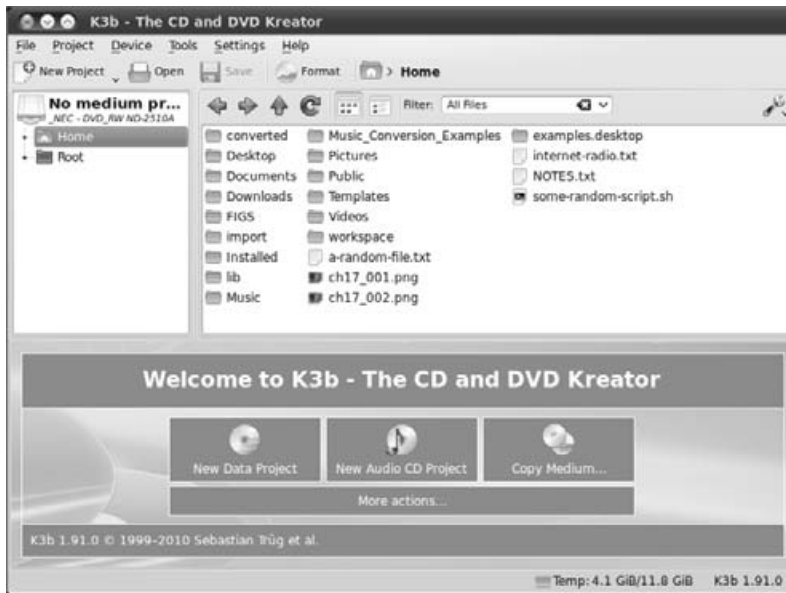 K3b - The CD and DVD Kreator
File Project Device Tools Settings Help
New Project Open Save Format > Home
No medium pr...
_NEC - DVD_RW ND-2510A
Home
Root
Filter: All Files
converted Music_Conversion_Examples examples.desktop
Desktop Pictures internet-radio.txt
Documents Public NOTES.txt
Downloads Templates some-random-script.sh
FIGS Videos
import workspace
Installed a-random-file.txt
lib ch17_001.png
Music ch17_002.png
Welcome to K3b - The CD and DVD Kreator
New Data Project New Audio CD Project Copy Medium...
More actions...
K3b 1.91.0 © 1999-2010 Sebastian Trüg et al.
Temp: 4.1 GiB/11.8 GiB K3b 1.91.0